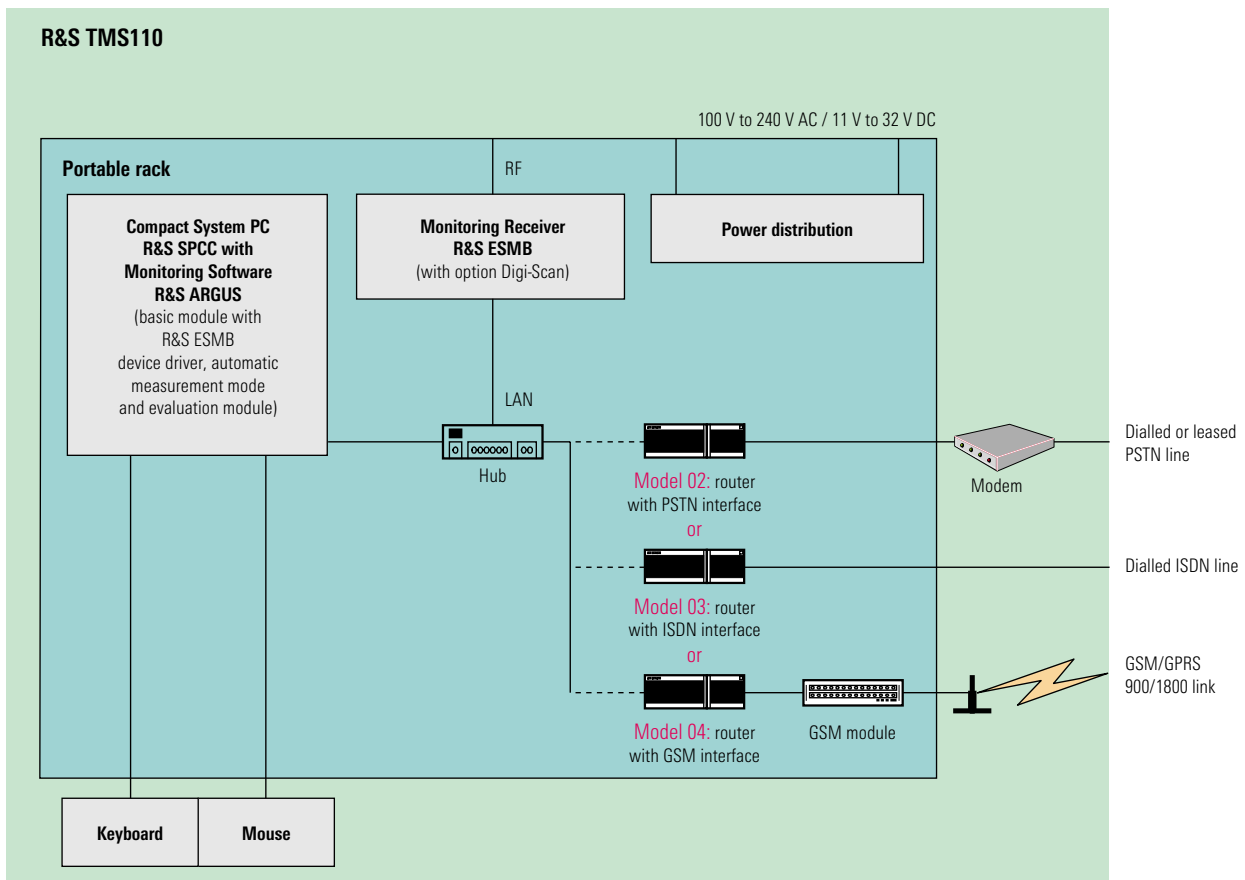 R&S TMS110
100 V to 240 V AC / 11 V to 32 V DC
Portable rack
RF
Compact System PC
R&S SPCC with
Monitoring Software
R&S ARGUS
(basic module with
R&S ESMB
device driver, automatic
measurement mode
and evaluation module)
Monitoring Receiver
R&S ESMB
(with option Digi-Scan)
Power distribution
LAN
Hub
Model 02: router
with PSTN interface
or
Modem
Dialled or leased
PSTN line
Model 03: router
with ISDN interface
or
Dialled ISDN line
Model 04: router
with GSM interface
GSM module
GSM/GPRS
900/1800 link
Keyboard
Mouse